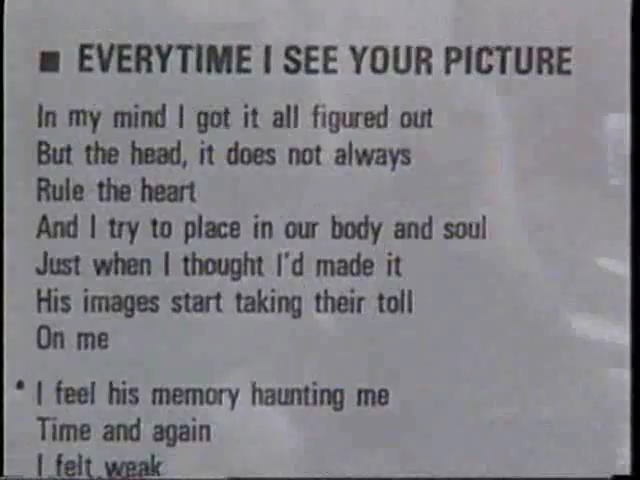 ■ EVERYTIME I SEE YOUR PICTURE
In my mind I got it all figured out
But the head, it does not always
Rule the heart
And I try to place in our body and soul
Just when I thought I'd made it
His images start taking their toll
On me
* I feel his memory haunting me
Time and again
I felt weak